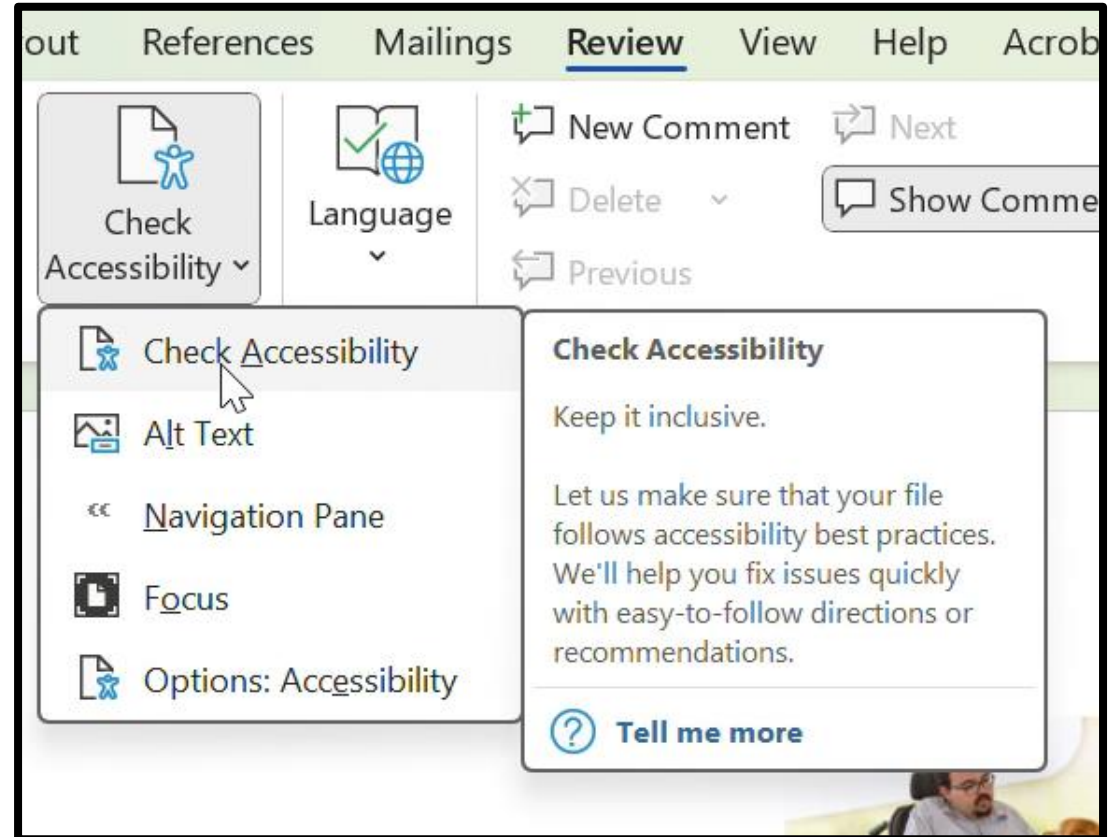 out References Mailings Review View Help Acrob
New Comment Next
Check Accessibility
Language
Delete
Show Comme
Previous
Check Accessibility
Alt Text
Navigation Pane
Focus
Options: Accessibility
Check Accessibility
Keep it inclusive.
Let us make sure that your file
follows accessibility best practices.
We'll help you fix issues quickly
with easy-to-follow directions or
recommendations.
Tell me more